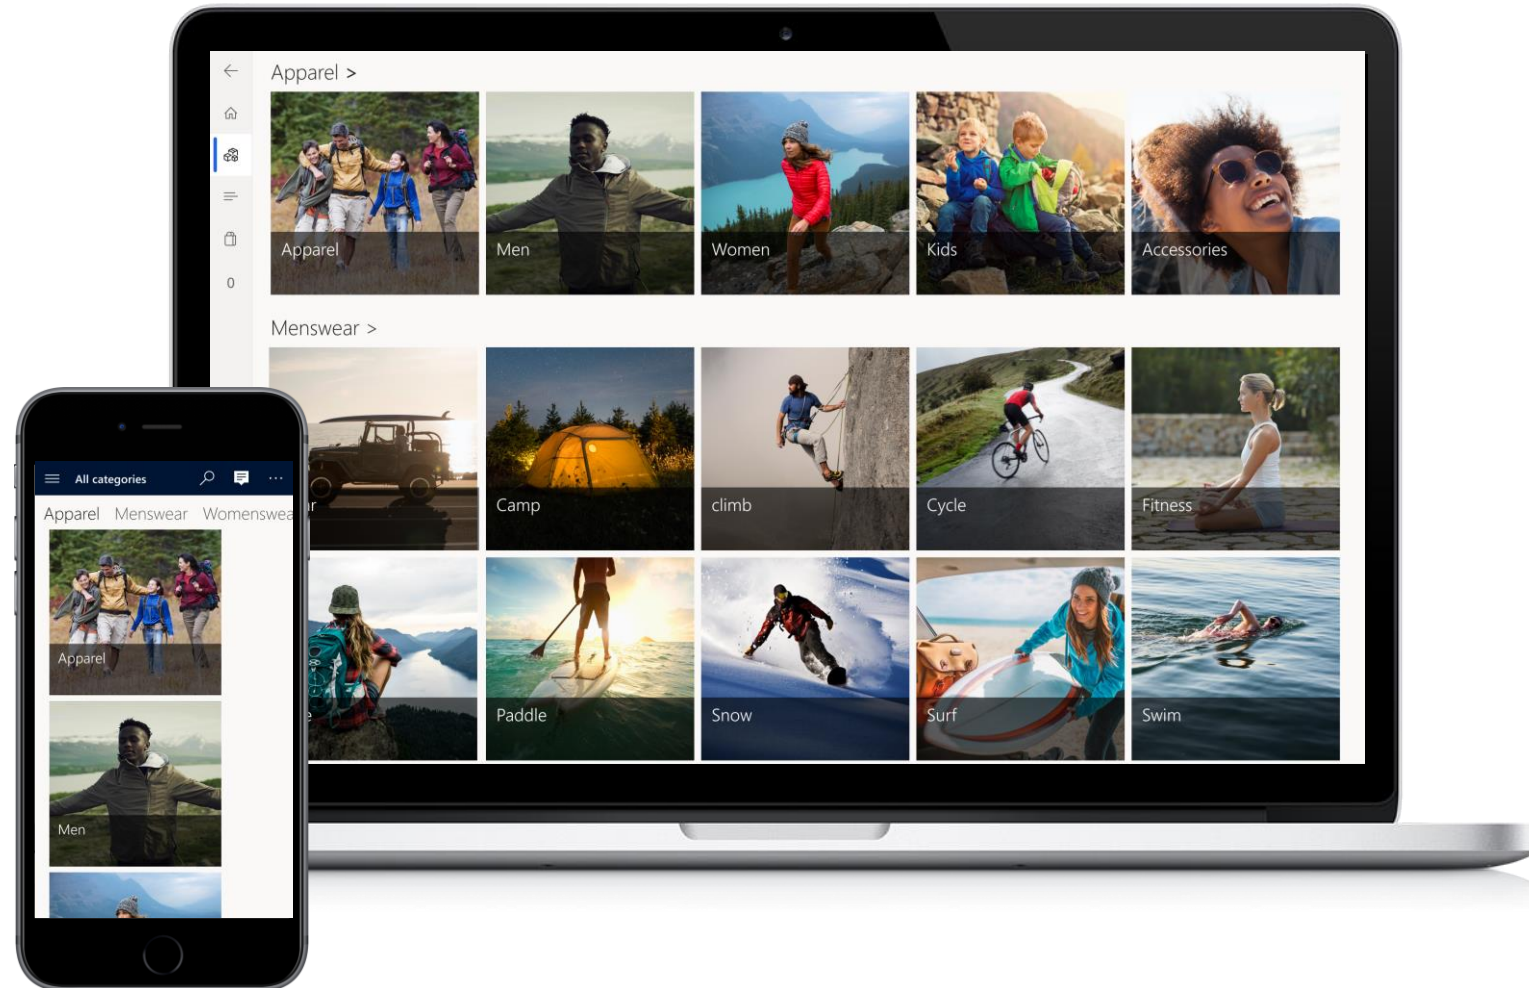 Apparel >
Apparel
Men
Women
Kids
Accessories
0
Menswear >
Camp
climb
Cycle
Fitness
Paddle
Snow
Surf
Swim
All categories
Apparel Menswear Womenswea
Apparel
Men